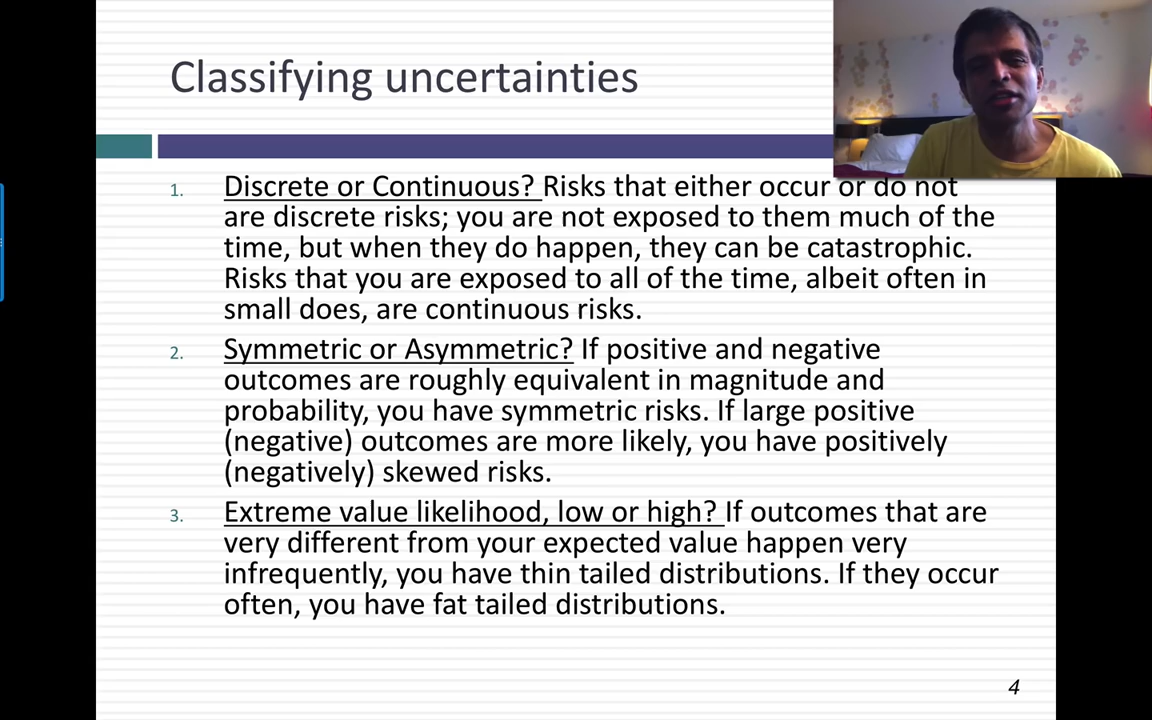 Classifying uncertainties
1. Discrete or Continuous? Risks that either occur or do not
are discrete risks; you are not exposed to them much of the
time, but when they do happen, they can be catastrophic.
Risks that you are exposed to all of the time, albeit often in
small does, are continuous risks.
2. Symmetric or Asymmetric? If positive and negative
outcomes are roughly equivalent in magnitude and
probability, you have symmetric risks. If large positive
(negative) outcomes are more likely, you have positively
(negatively) skewed risks.
3. Extreme value likelihood, low or high? If outcomes that are
very different from your expected value happen very
infrequently, you have thin tailed distributions. If they occur
often, you have fat tailed distributions.
4